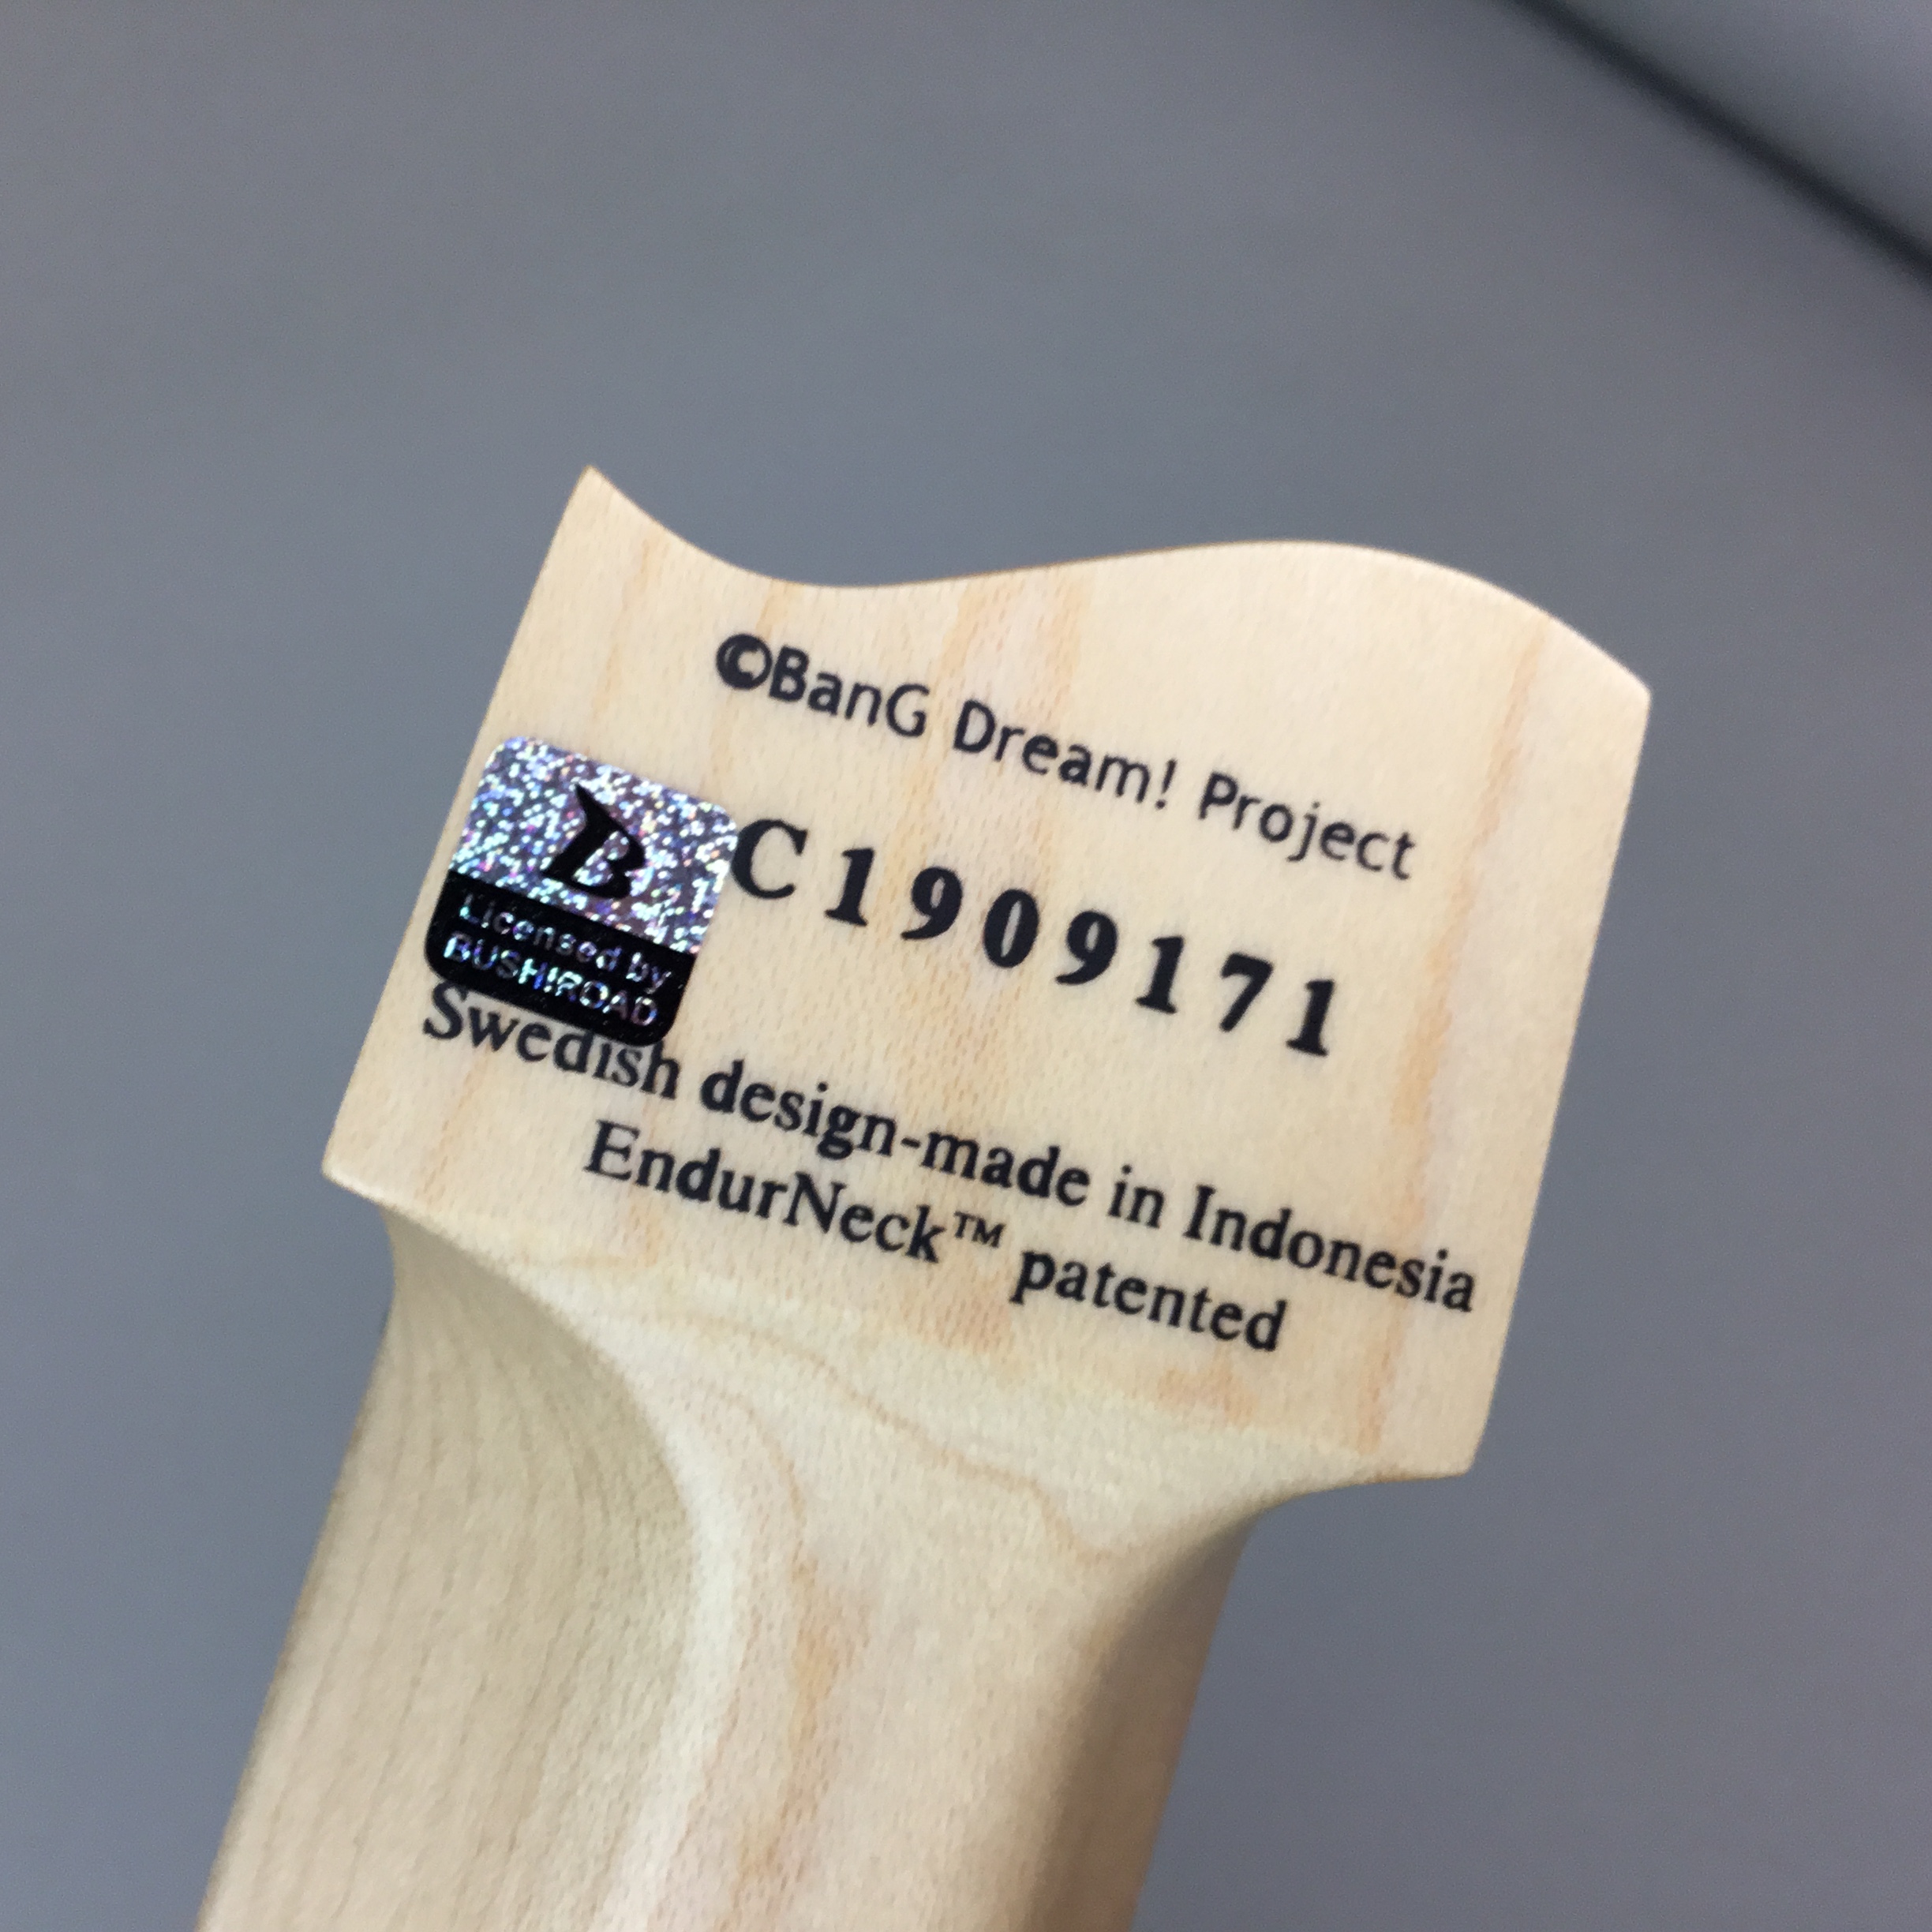 ©BanG Dream! Project
B
Licensed by
BUSHIROAD
C1909171
Swedish design-made in Indonesia
EndurNeck™ patented